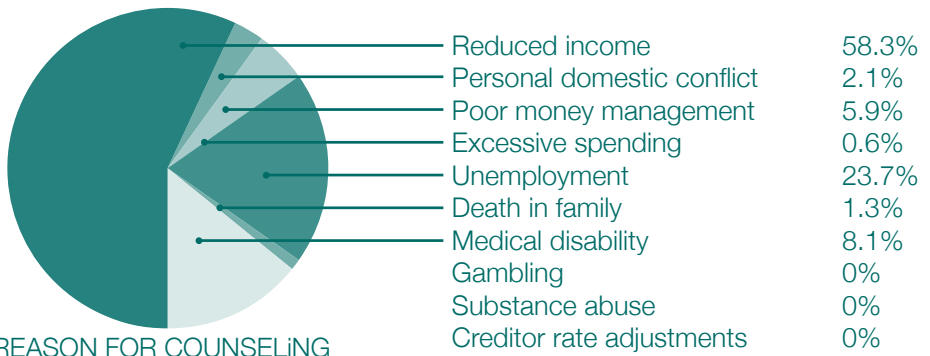 Reduced income 58.3%
Personal domestic conflict 2.1%
Poor money management 5.9%
Excessive spending 0.6%
Unemployment 23.7%
Death in family 1.3%
Medical disability 8.1%
Gambling 0%
Substance abuse 0%
Creditor rate adjustments 0%
REASON FOR COUNSELiNG